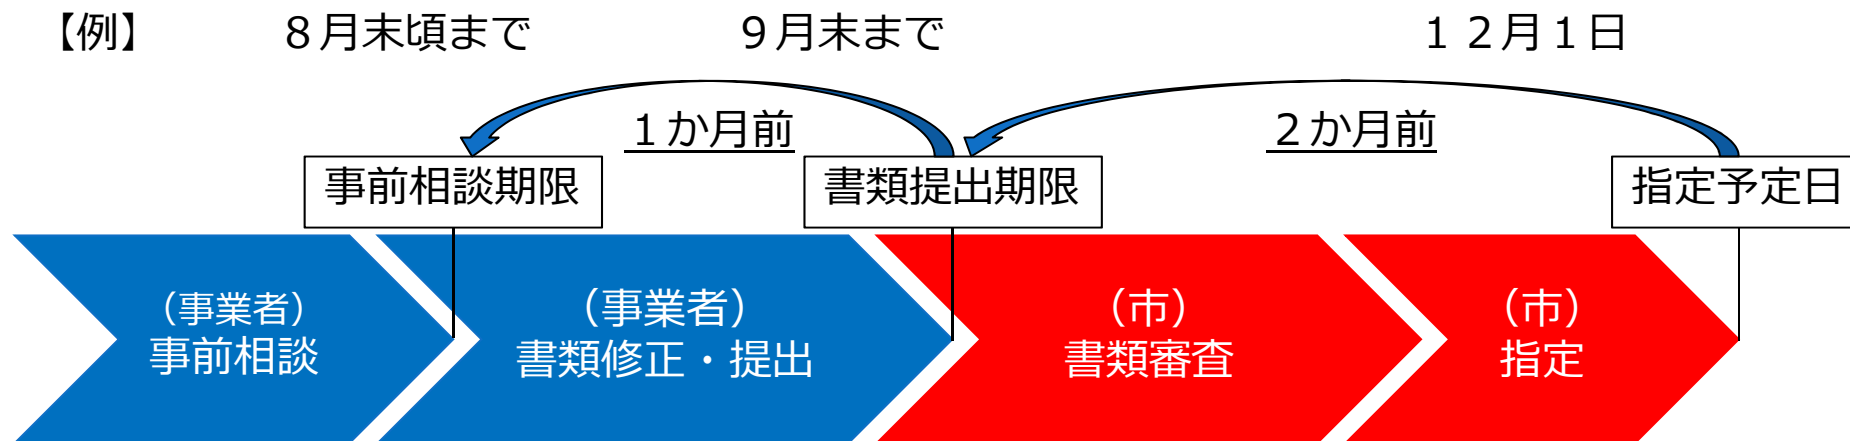 【例】 ８月末頃まで ９月末まで １２月１日
１か月前 ２か月前
事前相談期限 書類提出期限 指定予定日
（事業者）
事前相談
（事業者）
書類修正・提出
（市）
書類審査
（市）
指定